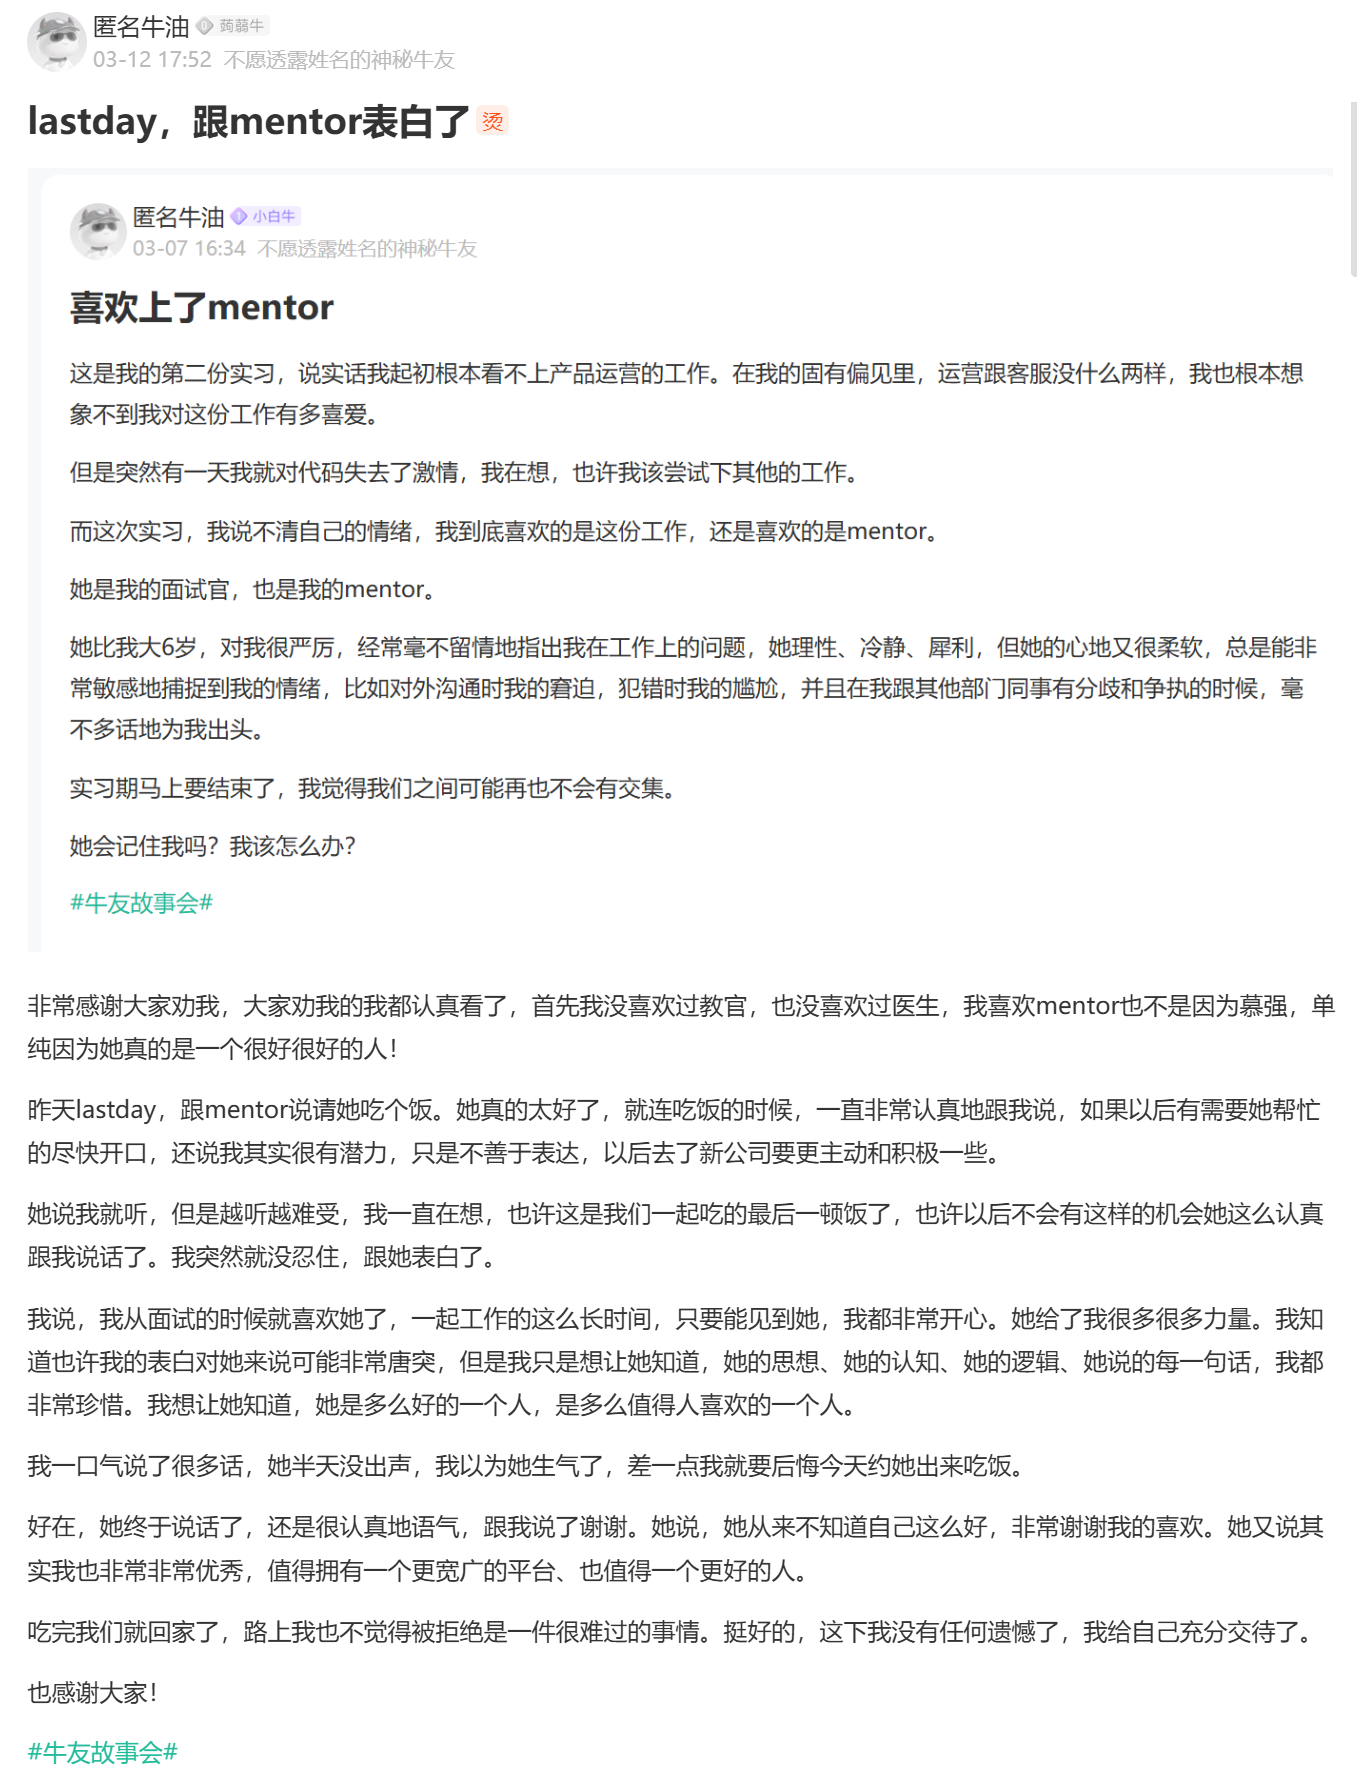 匿名牛油 0 蒟蒻牛
03-12 17:52 不愿透露姓名的神秘牛友
lastday，跟mentor表白了 烫
匿名牛油 1 小白牛
03-07 16:34 不愿透露姓名的神秘牛友
喜欢上了mentor
这是我的第二份实习，说实话我起初根本看不上产品运营的工作。在我的固有偏见里，运营跟客服没什么两样，我也根本想
象不到我对这份工作有多喜爱。
但是突然有一天我就对代码失去了激情，我在想，也许我该尝试下其他的工作。
而这次实习，我说不清自己的情绪，我到底喜欢的是这份工作，还是喜欢的是mentor。
她是我的面试官，也是我的mentor。
她比我大6岁，对我很严厉，经常毫不留情地指出我在工作上的问题，她理性、冷静、犀利，但她的心地又很柔软，总是能非
常敏感地捕捉到我的情绪，比如对外沟通时我的窘迫，犯错时我的尴尬，并且在我跟其他部门同事有分歧和争执的时候，毫
不多话地为我出头。
实习期马上要结束了，我觉得我们之间可能再也不会有交集。
她会记住我吗？我该怎么办？
#牛友故事会#
非常感谢大家劝我，大家劝我的我都认真看了，首先我没喜欢过教官，也没喜欢过医生，我喜欢mentor也不是因为慕强，单
纯因为她真的是一个很好很好的人！
昨天lastday，跟mentor说请她吃个饭。她真的太好了，就连吃饭的时候，一直非常认真地跟我说，如果以后有需要她帮忙
的尽快开口，还说我其实很有潜力，只是不善于表达，以后去了新公司要更主动和积极一些。
她说我就听，但是越听越难受，我一直在想，也许这是我们一起吃的最后一顿饭了，也许以后不会有这样的机会她这么认真
跟我说话了。我突然就没忍住，跟她表白了。
我说，我从面试的时候就喜欢她了，一起工作的这么长时间，只要能见到她，我都非常开心。她给了我很多很多力量。我知
道也许我的表白对她来说可能非常唐突，但是我只是想让她知道，她的思想、她的认知、她的逻辑、她说的每一句话，我都
非常珍惜。我想让她知道，她是多么好的一个人，是多么值得人喜欢的一个人。
我一口气说了很多话，她半天没出声，我以为她生气了，差一点我就要后悔今天约她出来吃饭。
好在，她终于说话了，还是很认真地语气，跟我说了谢谢。她说，她从来不知道自己这么好，非常谢谢我的喜欢。她又说其
实我也非常非常优秀，值得拥有一个更宽广的平台、也值得一个更好的人。
吃完我们就回家了，路上我也不觉得被拒绝是一件很难过的事情。挺好的，这下我没有任何遗憾了，我给自己充分交待了。
也感谢大家！
#牛友故事会#